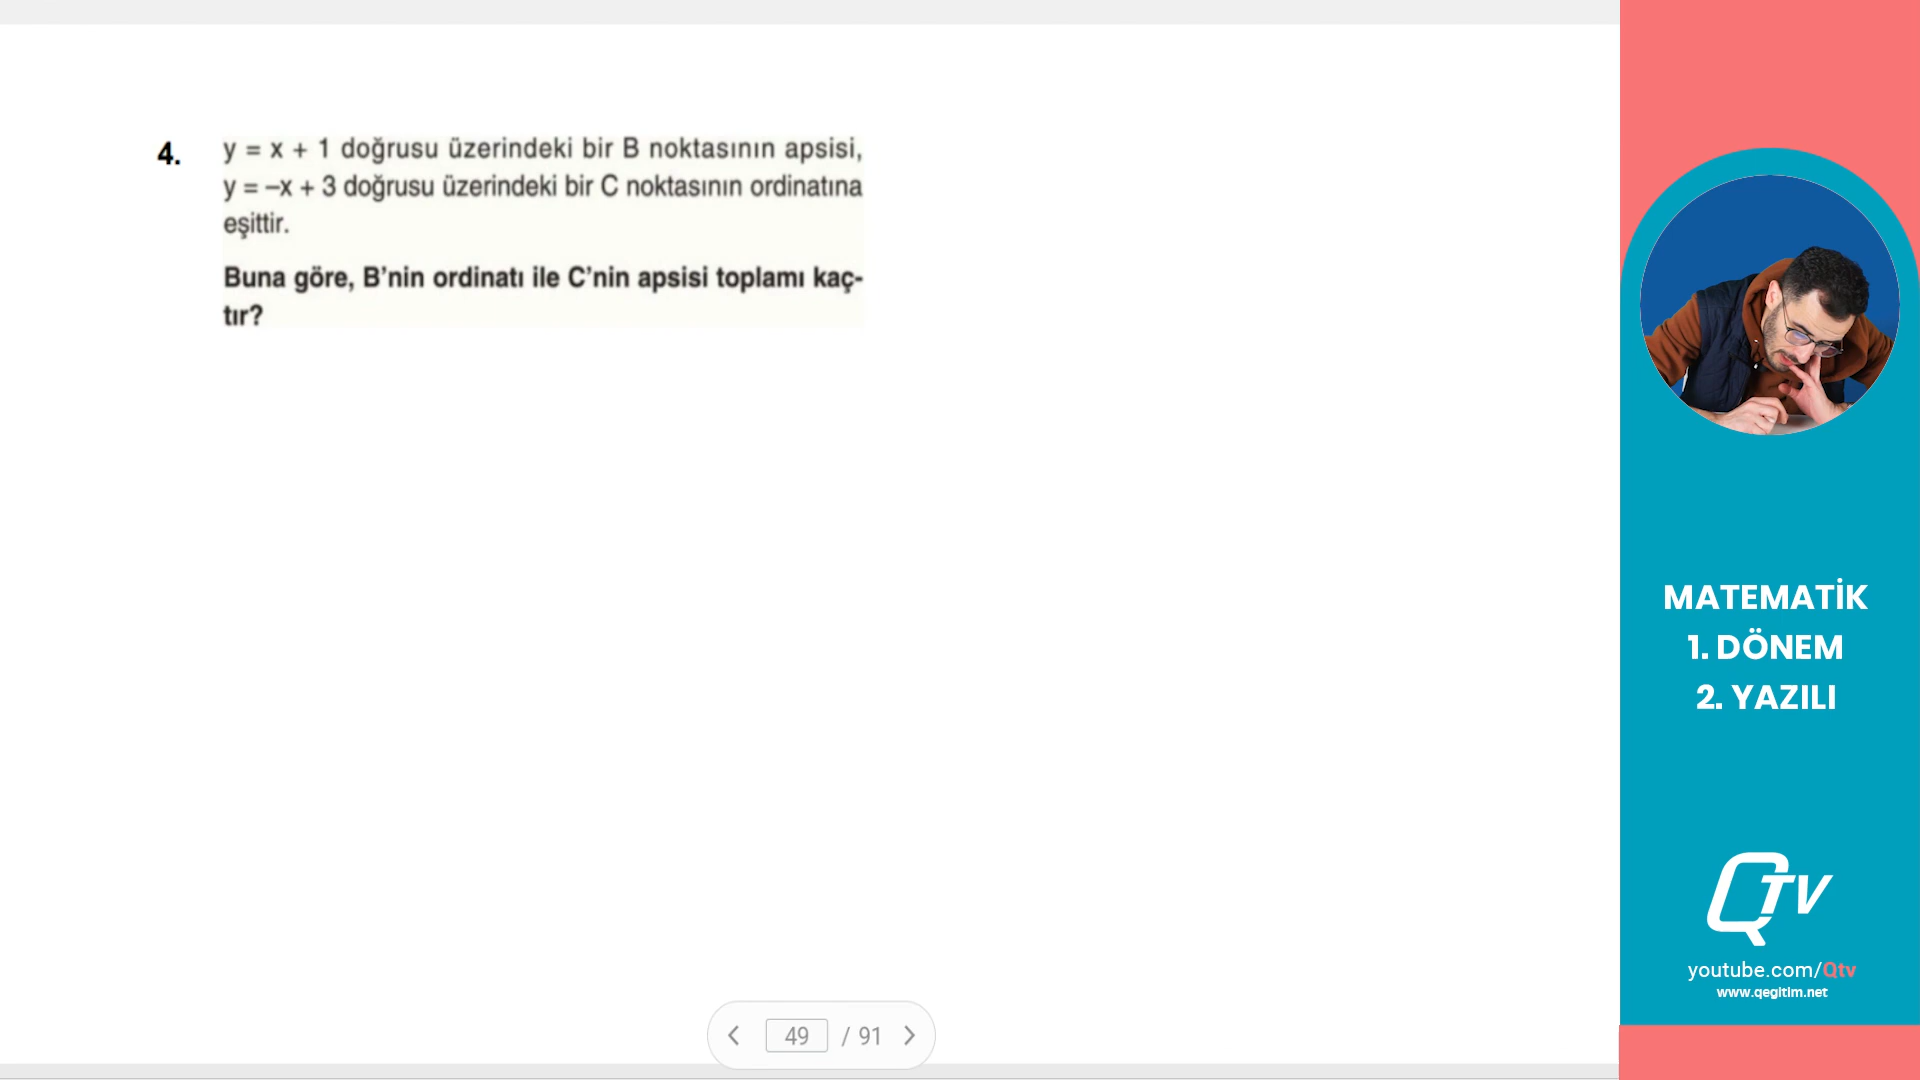 4. y = x + 1 doğrusu üzerindeki bir B noktasının apsisi,
y = –x + 3 doğrusu üzerindeki bir C noktasının ordinatına
eşittir.
Buna göre, B’nin ordinatı ile C’nin apsisi toplamı kaç-
tır?
49 / 91
MATEMATİK
1. DÖNEM
2. YAZILI
QTV
youtube.com/Qtv
www.qegitim.net